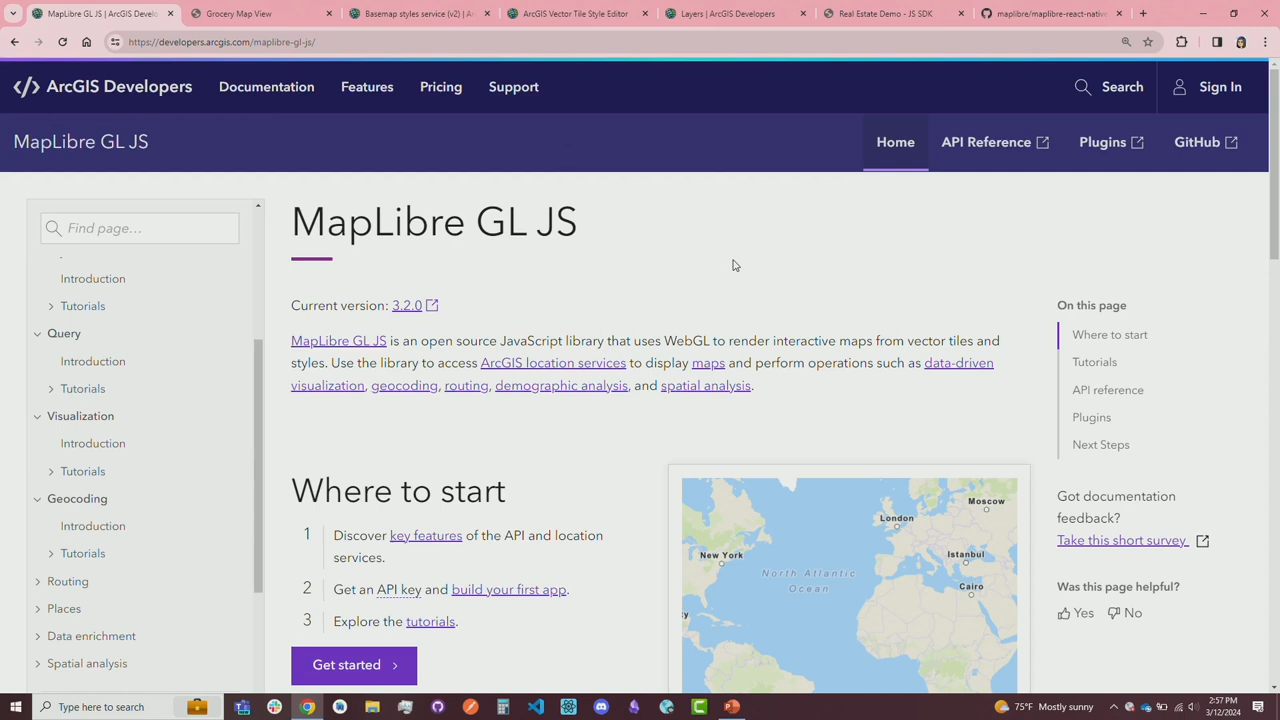 MapLibre GL JS | ArcGIS Develo
Grocery Map View
Basemap styles service (v2) | Ar
ArcGIS Vector Tile Style Editor
Layers | ArcGIS Developers
Real Estate Demo - JS SDK
maplibre/maplibre-react-native
https://developers.arcgis.com/maplibre-gl-js/
</> ArcGIS Developers
Documentation
Features
Pricing
Support
Search
Sign In
MapLibre GL JS
Home
API Reference
Plugins
GitHub
Find page...
Introduction
Tutorials
Query
Introduction
Tutorials
Visualization
Introduction
Tutorials
Geocoding
Introduction
Tutorials
Routing
Places
Data enrichment
Spatial analysis
MapLibre GL JS
Current version: 3.2.0
MapLibre GL JS is an open source JavaScript library that uses WebGL to render interactive maps from vector tiles and
styles. Use the library to access ArcGIS location services to display maps and perform operations such as data-driven
visualization, geocoding, routing, demographic analysis, and spatial analysis.
Where to start
1 Discover key features of the API and location
services.
2 Get an API key and build your first app.
3 Explore the tutorials.
Get started
Moscow
London
New York
Istanbul
North Atlantic
Ocean
Cairo
On this page
Where to start
Tutorials
API reference
Plugins
Next Steps
Got documentation
feedback?
Take this short survey
Was this page helpful?
Yes No
Type here to search
75°F Mostly sunny
2:57 PM
3/12/2024